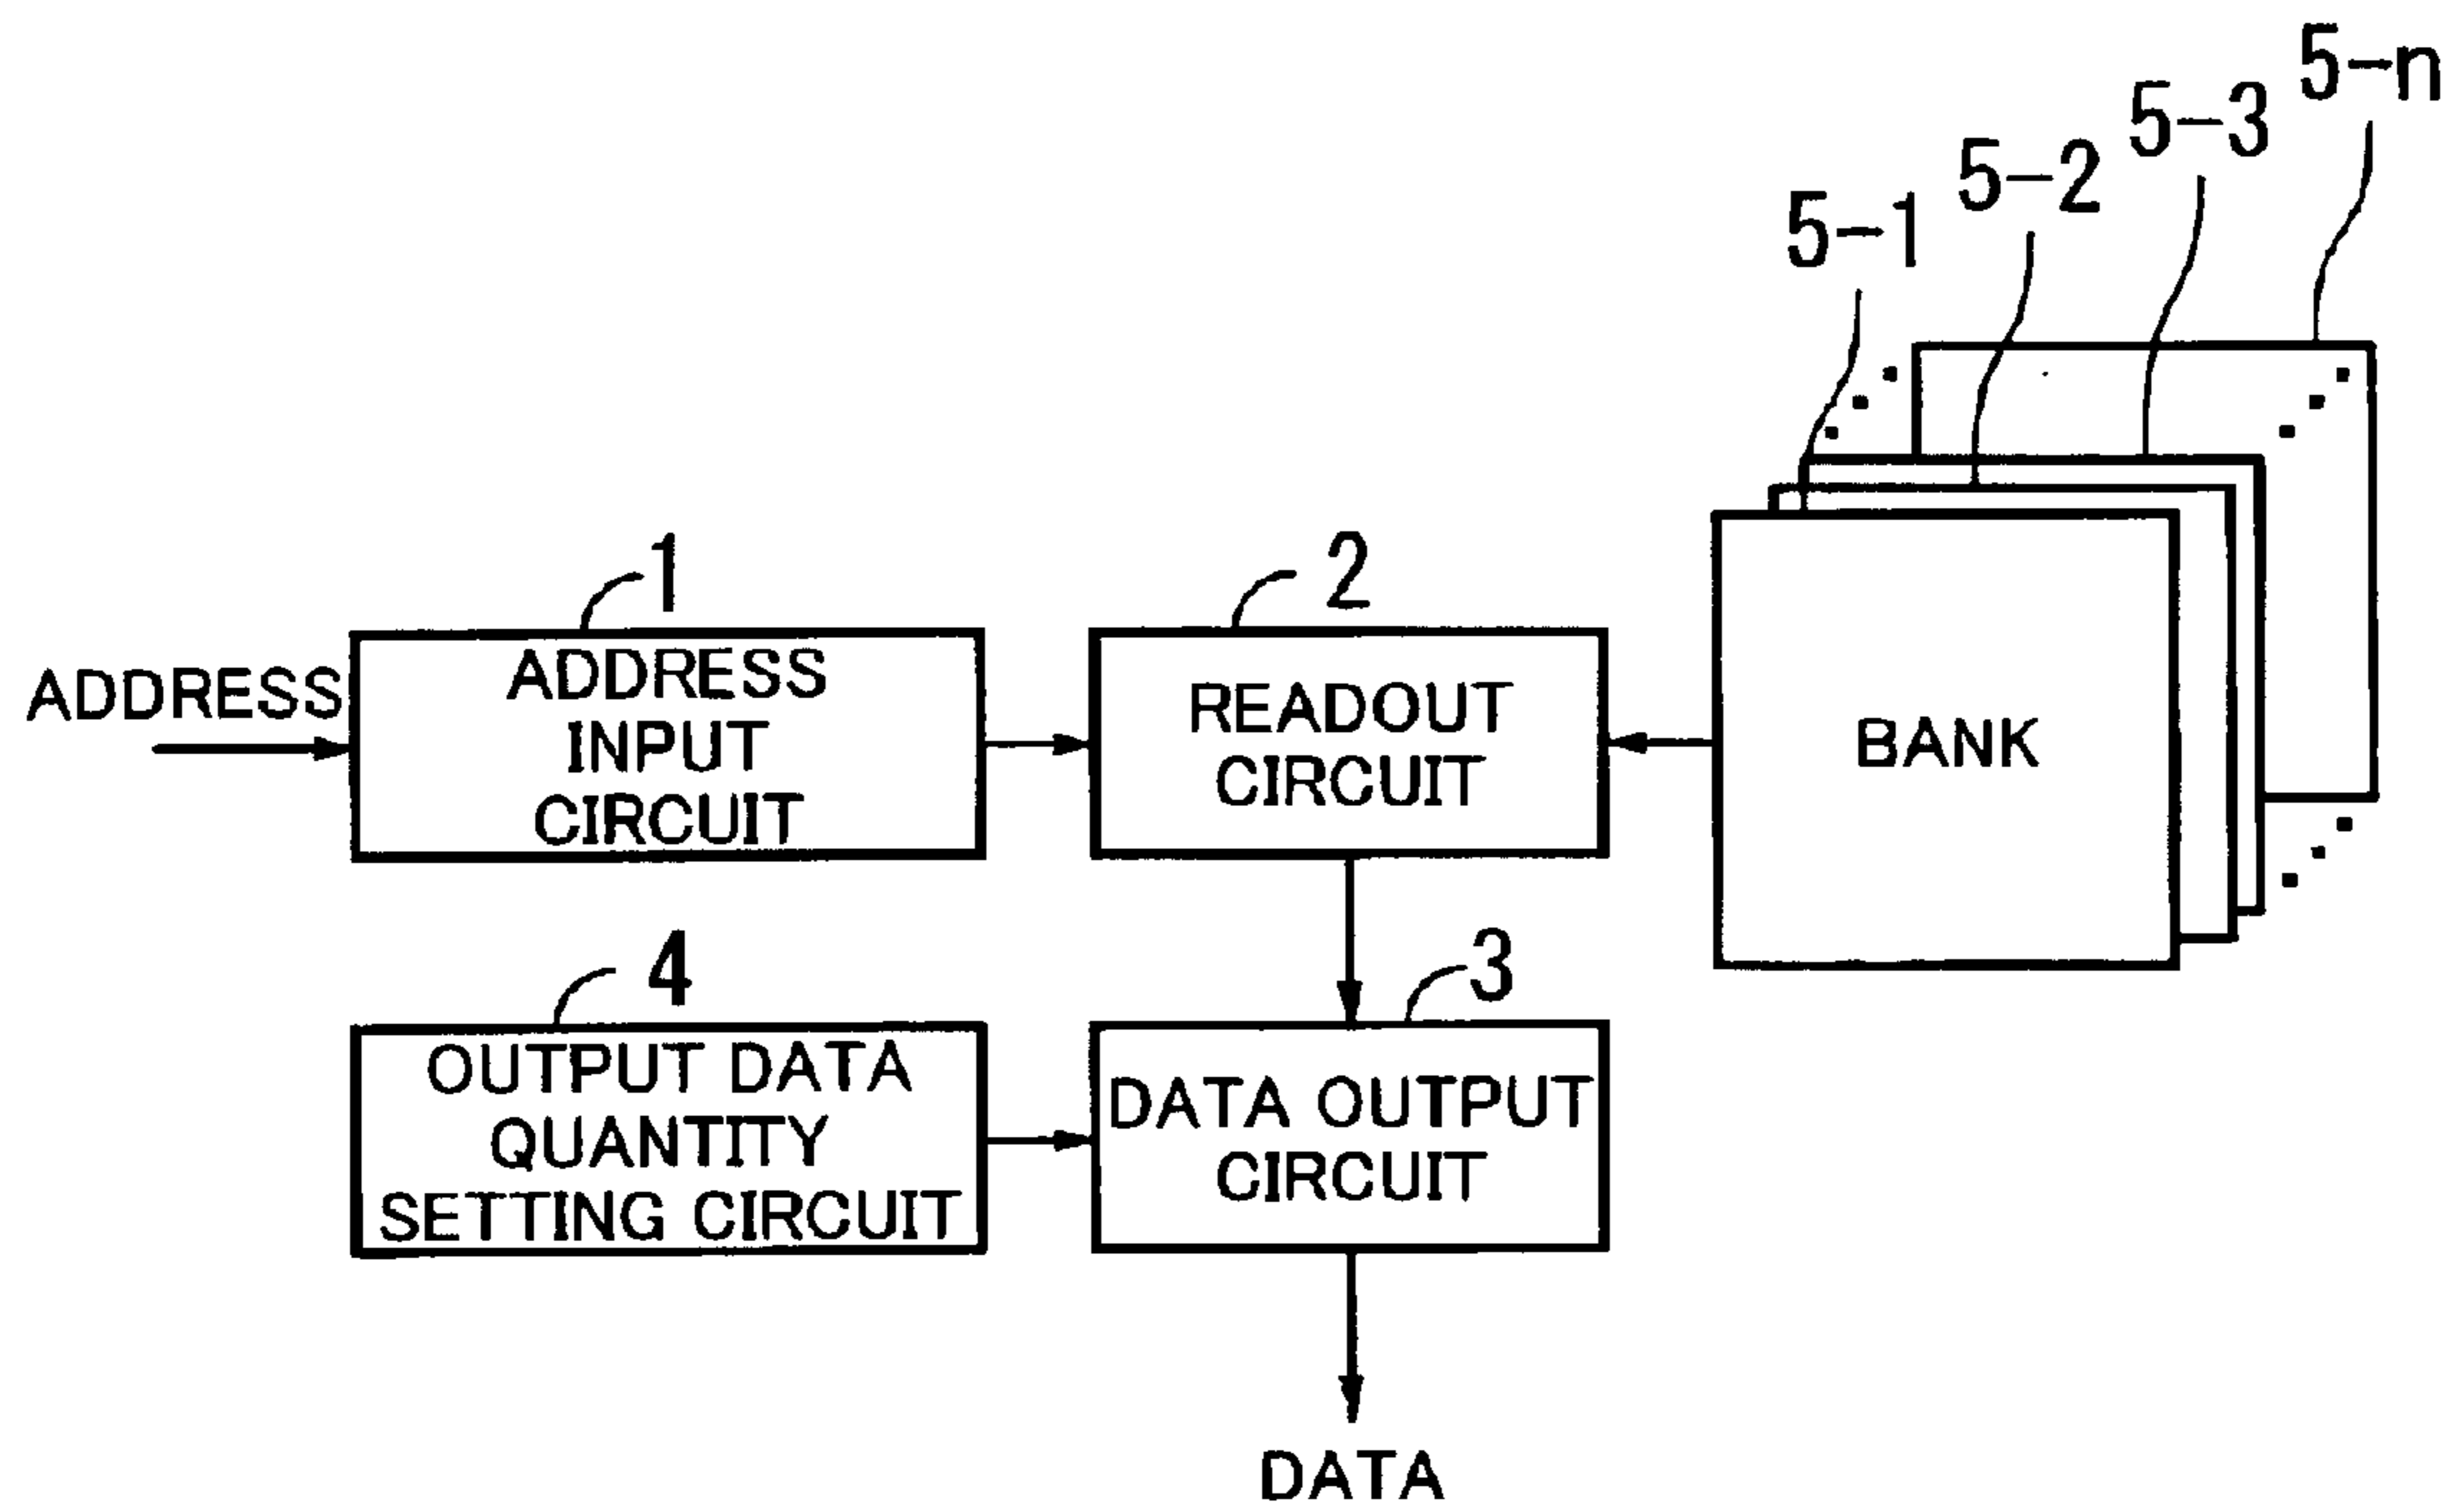 5-n
5-3
5-2
5-1
1
2
ADDRESS
ADDRESS
INPUT
CIRCUIT
READOUT
CIRCUIT
BANK
4
3
OUTPUT DATA
QUANTITY
SETTING CIRCUIT
DATA OUTPUT
CIRCUIT
DATA